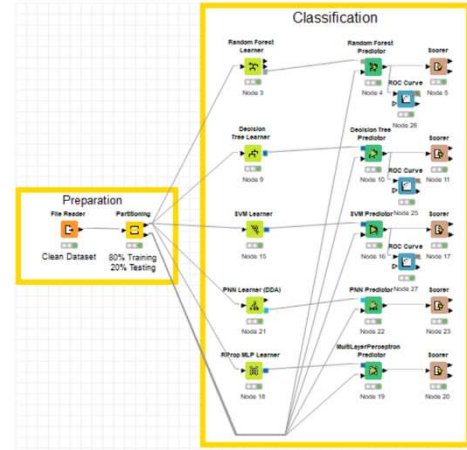 Classification
Random Forest
Learner
Node 3
Random Forest
Predictor
Node 4
Scorer
Node 5
ROC Curve
Node 26
Decision
Tree Learner
Node 9
Decision Tree
Predictor
Node 10
Scorer
Node 11
ROC Curve
Node 25
Preparation
File Reader
Clean Dataset
Partitioning
80% Training
20% Testing
SVM Learner
Node 15
SVM Predictor
Node 16
Scorer
Node 17
ROC Curve
Node 27
PNN Learner (DDA)
Node 21
PNN Predictor
Node 22
Scorer
Node 23
RProp MLP Learner
Node 18
MultiLayerPerceptron
Predictor
Node 19
Scorer
Node 20